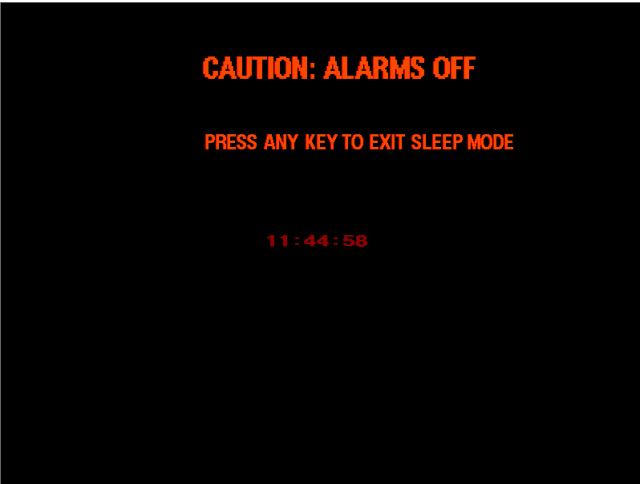 CAUTION: ALARMS OFF
PRESS ANY KEY TO EXIT SLEEP MODE
11:44:58